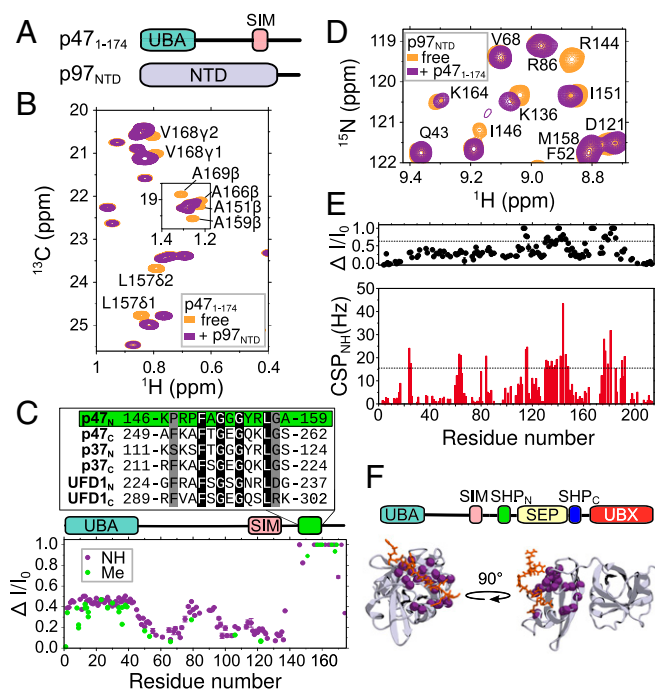 A
p47₁₋₁₇₄
UBA
SIM
p97NTD
NTD
B
20
21
22
23
24
25
¹³C (ppm)
V168γ2
V168γ1
A169β
A166β
A151β
A159β
19
1.4
1.2
L157δ2
L157δ1
p47₁₋₁₇₄
free
+ p97NTD
1
0.8
0.6
0.4
¹H (ppm)
C
p47N 146-KPRPFAGGGYRLGA-159
p47C 249-AFKAFTGEGQKLGS-262
p37N 111-KSKSFTGGGYRLGN-124
p37C 211-RFKAFSGEGQKLGS-224
UFD1N 224-GFRAFSGSGNRLDG-237
UFD1C 289-RFVAFSGEGQSLRK-302
UBA
SIM
NH
Me
Δ I/I₀
1.0
0.8
0.6
0.4
0.2
0.0
0
20
40
60
80
100
120
140
160
Residue number
D
119
120
121
122
¹⁵N (ppm)
p97NTD
free
+ p47₁₋₁₇₄
V68
R86
R144
K164
K136
I151
I146
D121
Q43
M158
F52
9.4
9.2
9.0
8.8
¹H (ppm)
E
Δ I/I₀
1.0
0.5
0.0
CSPNH(Hz)
50
40
30
20
10
0
0
50
100
150
200
Residue number
F
SIM
SHPN
SHPC
UBA
SEP
UBX
90°